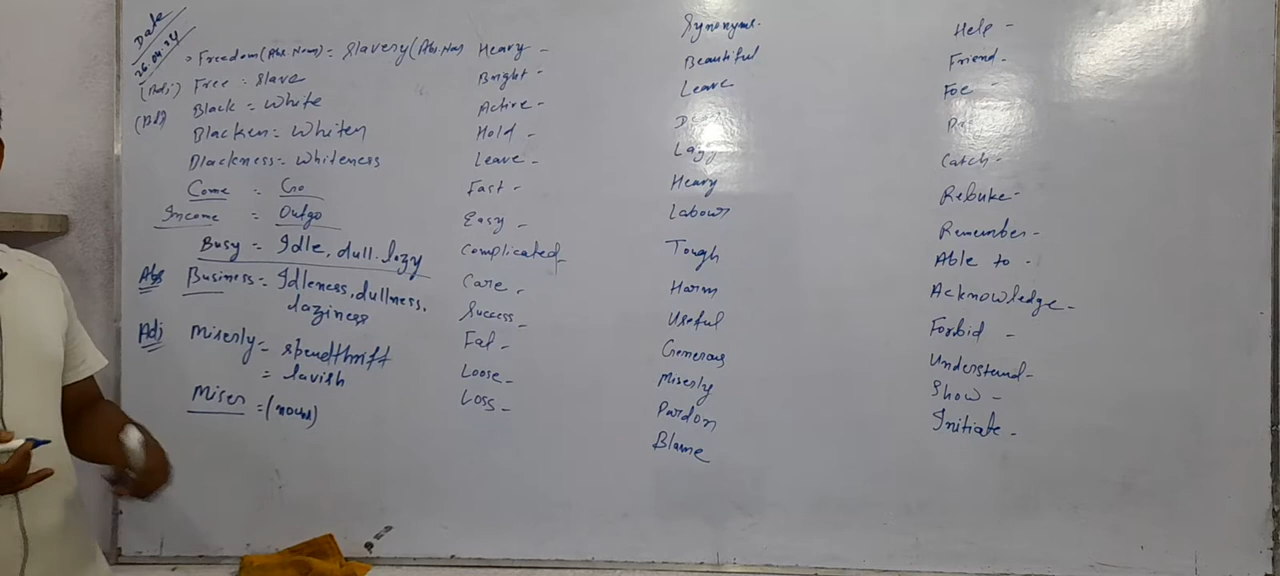 Date
26.04.24
Freedom (Abs. Noun) = Slavery (Abs. Nou
(Adj) Free = Slave
Black = White
Blacken = Whiten
Blackness = Whiteness
Come = Go
Income = Outgo
Busy = Idle, dull. lazy
Abs Business = Idleness, dullness,
laziness
Adj Miserly = spendthrift
= lavish
Miser = (noun)
Heavy -
Bright -
Active -
Hold -
Leave -
Fast -
Easy -
Complicated -
Care -
Success -
Fat -
Loose -
Loss -
Synonyms.
Beautiful
Leave
Lazy
Heavy
Labour
Tough
Harm
Useful
Generous
Miserly
Pardon
Blame
Help -
Friend -
Foe -
Catch -
Rebuke -
Remember -
Able to -
Acknowledge -
Forbid -
Understand -
Show -
Initiate -